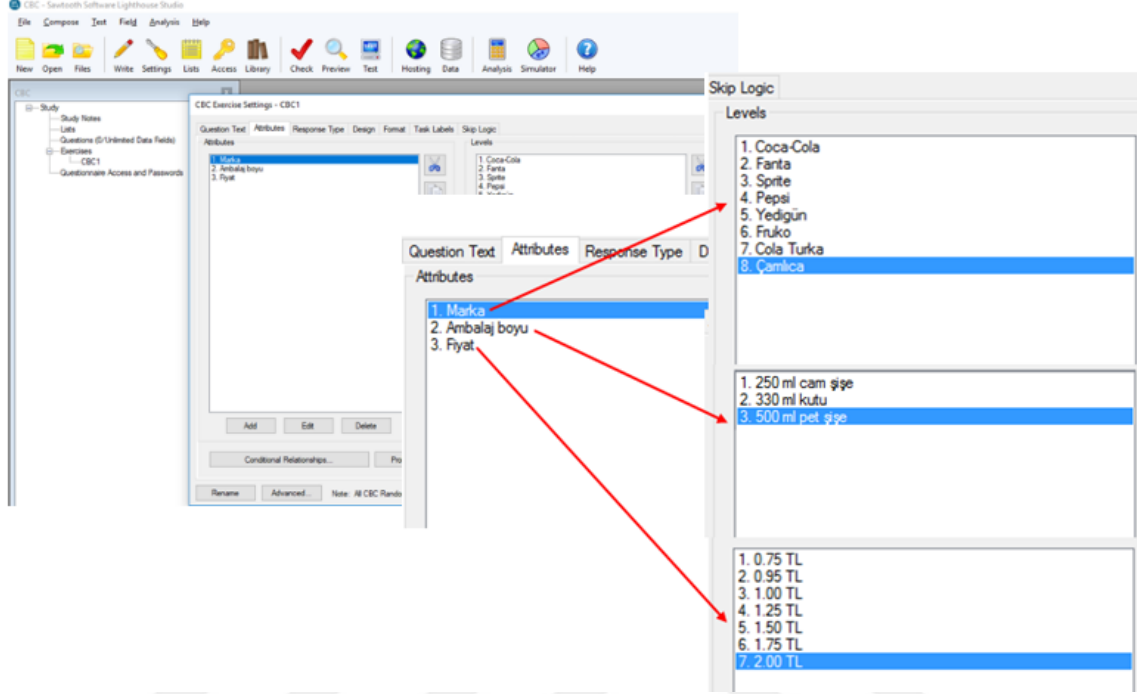 CBC - Sawtooth Software Lighthouse Studio
File Compose Test Field Analysis Help
New Open Files Write Settings Lists Access Library Check Preview Test Hosting Data Analysis Simulator Help
CBC
Study
Study Notes
Lists
Questions (0/Unlimited Data Fields)
Exercises
CBC1
Questionnaire Access and Passwords
CBC Exercise Settings - CBC1
Question Text Attributes Response Type Design Format Task Labels Skip Logic
Attributes
1. Marka
2. Ambalaj boyu
3. Fiyat
Levels
1. Coca-Cola
2. Fanta
3. Sprite
4. Pepsi
Add Edit Delete
Conditional Relationships...
Rename Advanced... Note: All CBC
Question Text Attributes Response Type D
Attributes
1. Marka
2. Ambalaj boyu
3. Fiyat
Skip Logic
Levels
1. Coca-Cola
2. Fanta
3. Sprite
4. Pepsi
5. Yedigün
6. Fruko
7. Cola Turka
8. Çamlıca
1. 250 ml cam şişe
2. 330 ml kutu
3. 500 ml pet şişe
1. 0.75 TL
2. 0.95 TL
3. 1.00 TL
4. 1.25 TL
5. 1.50 TL
6. 1.75 TL
7. 2.00 TL